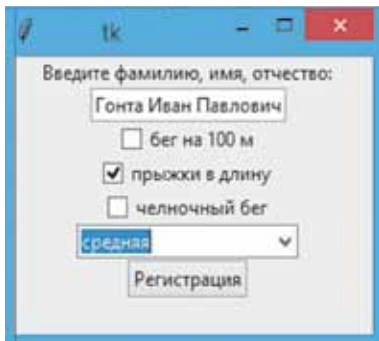 tk
Введите фамилию, имя, отчество:
Гонта Иван Павлович
бег на 100 м
прыжки в длину
челночный бег
средняя
Регистрация